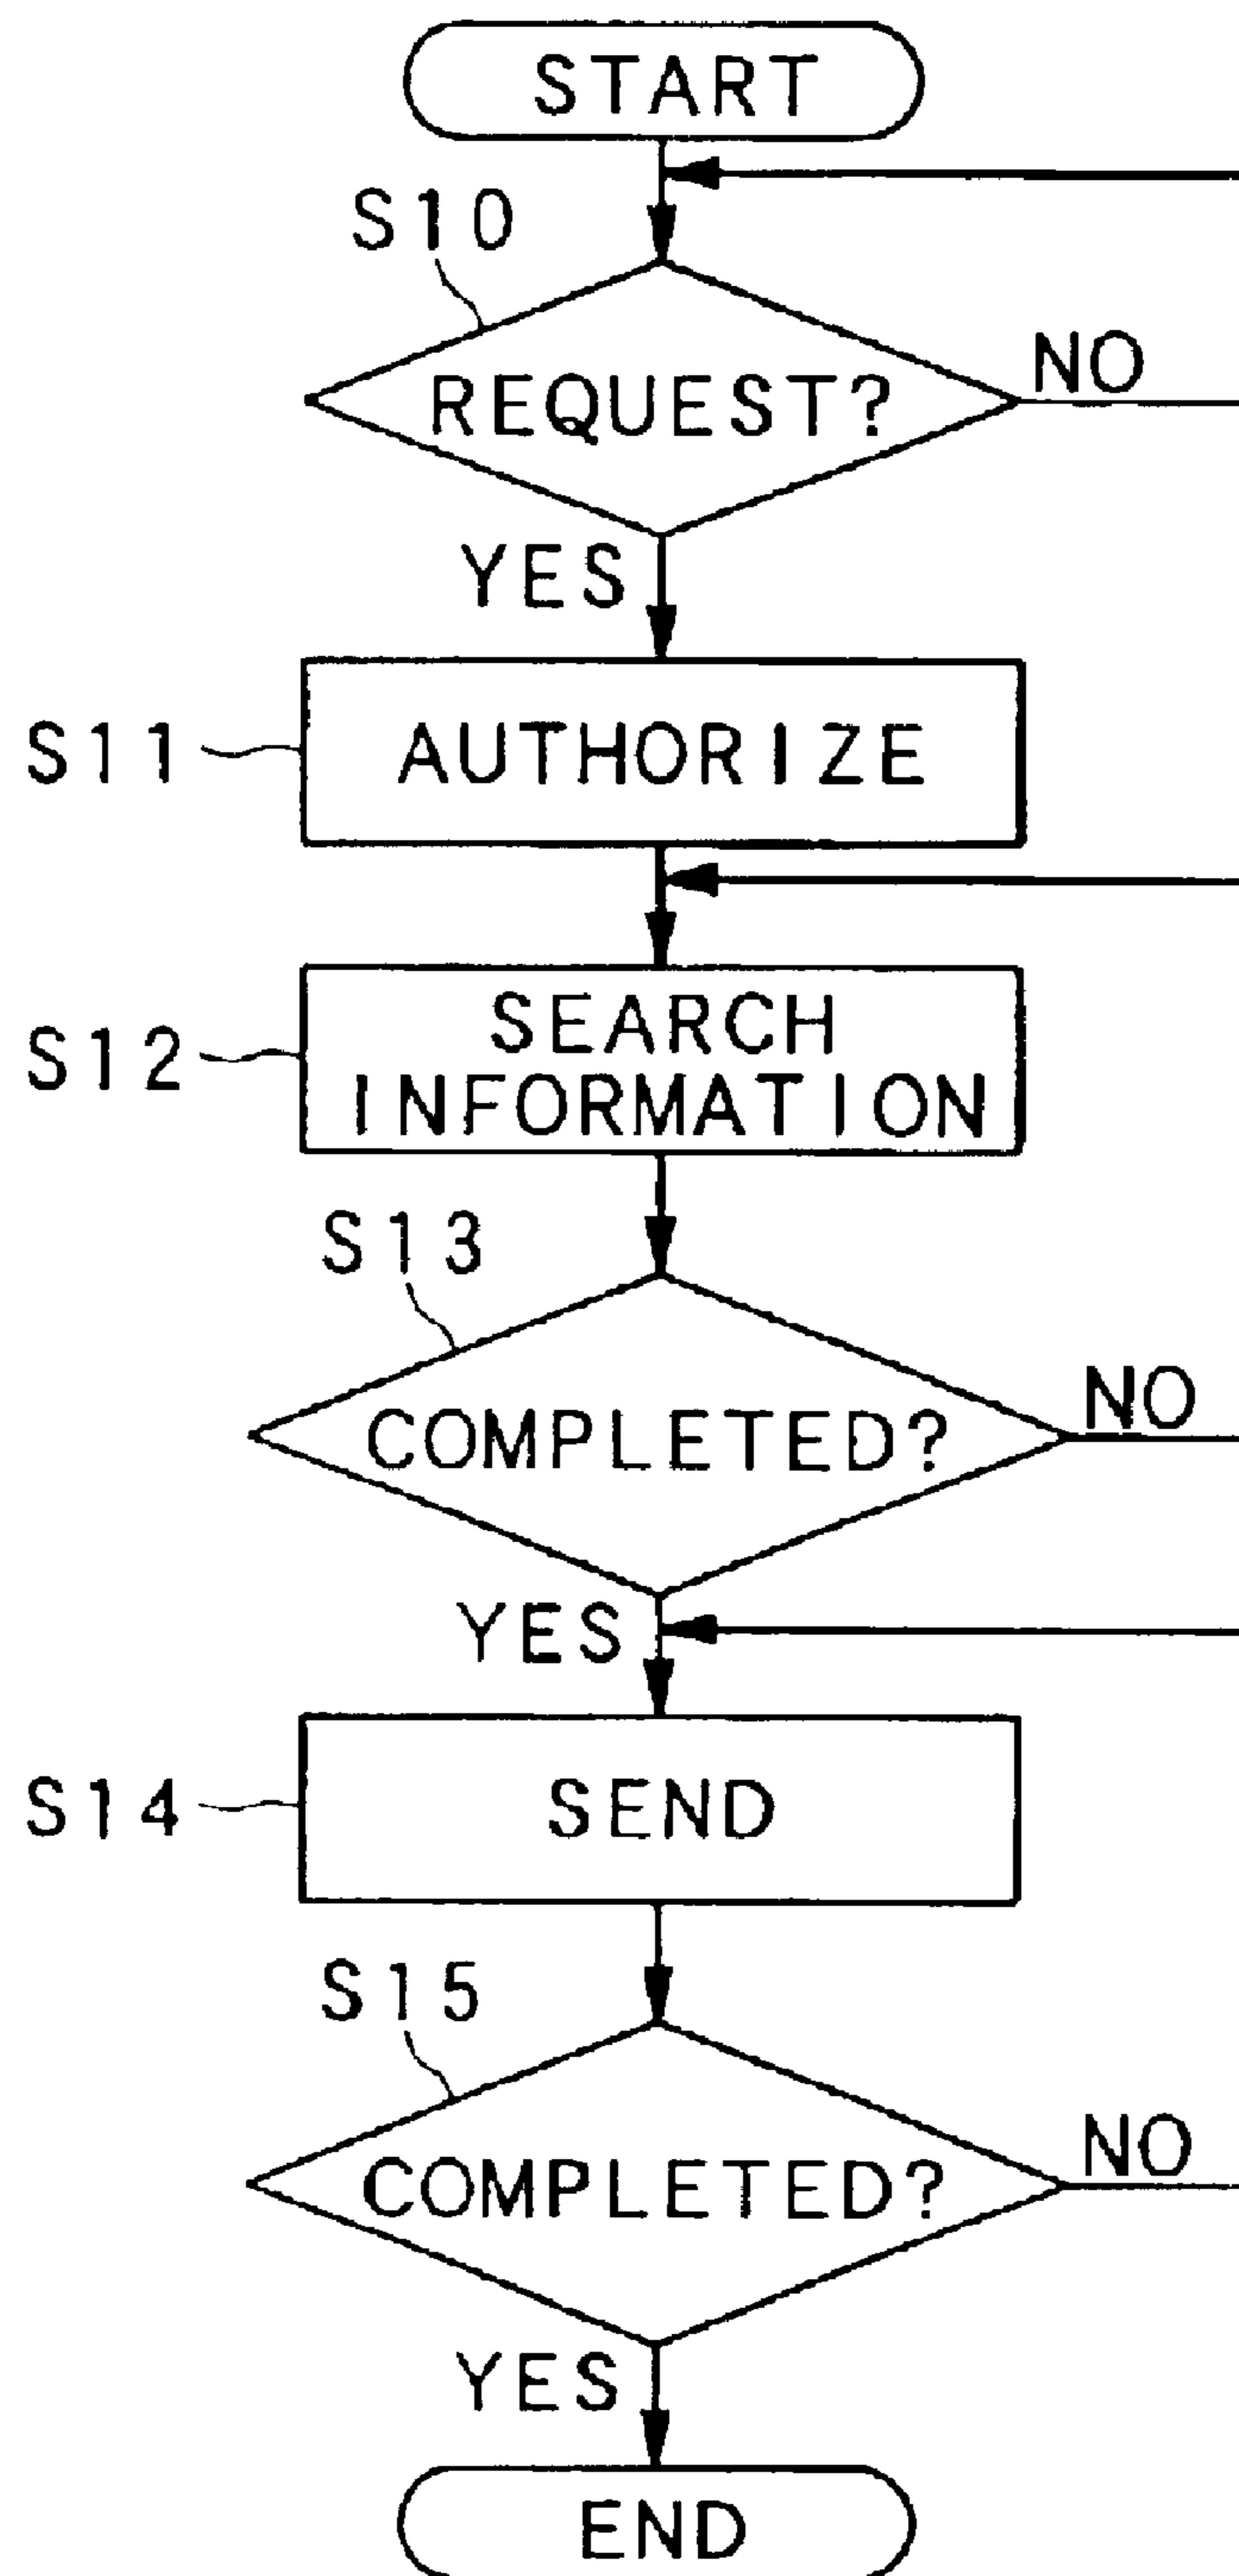 START
S10
REQUEST?
NO
YES
S11
AUTHORIZE
S12
SEARCH
INFORMATION
S13
COMPLETED?
NO
YES
S14
SEND
S15
COMPLETED?
NO
YES
END